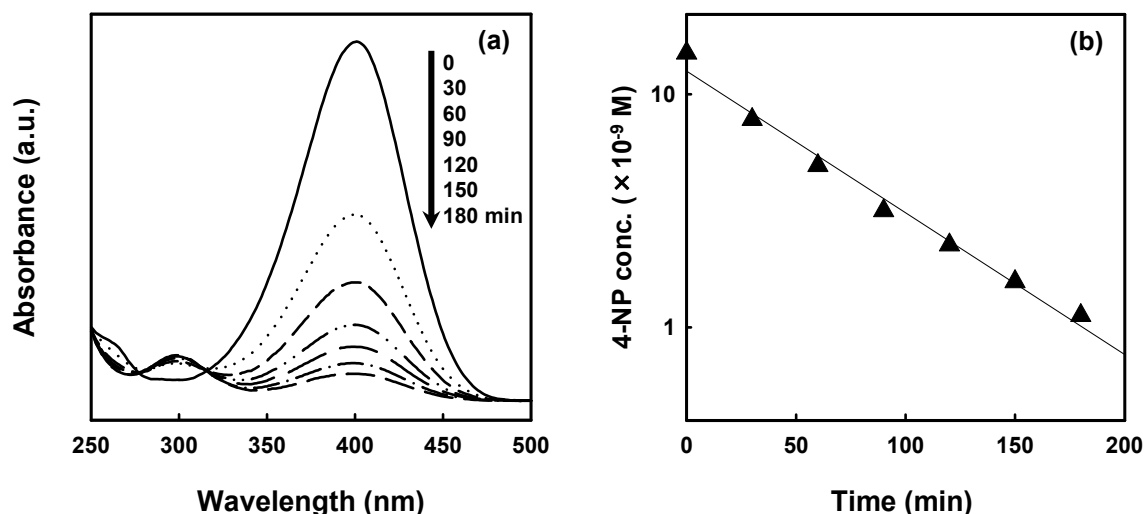 (a)
0
30
60
90
120
150
180 min
Absorbance (a.u.)
250 300 350 400 450 500
Wavelength (nm)
(b)
10
1
4-NP conc. ( × 10⁻⁹ M)
0 50 100 150 200
Time (min)